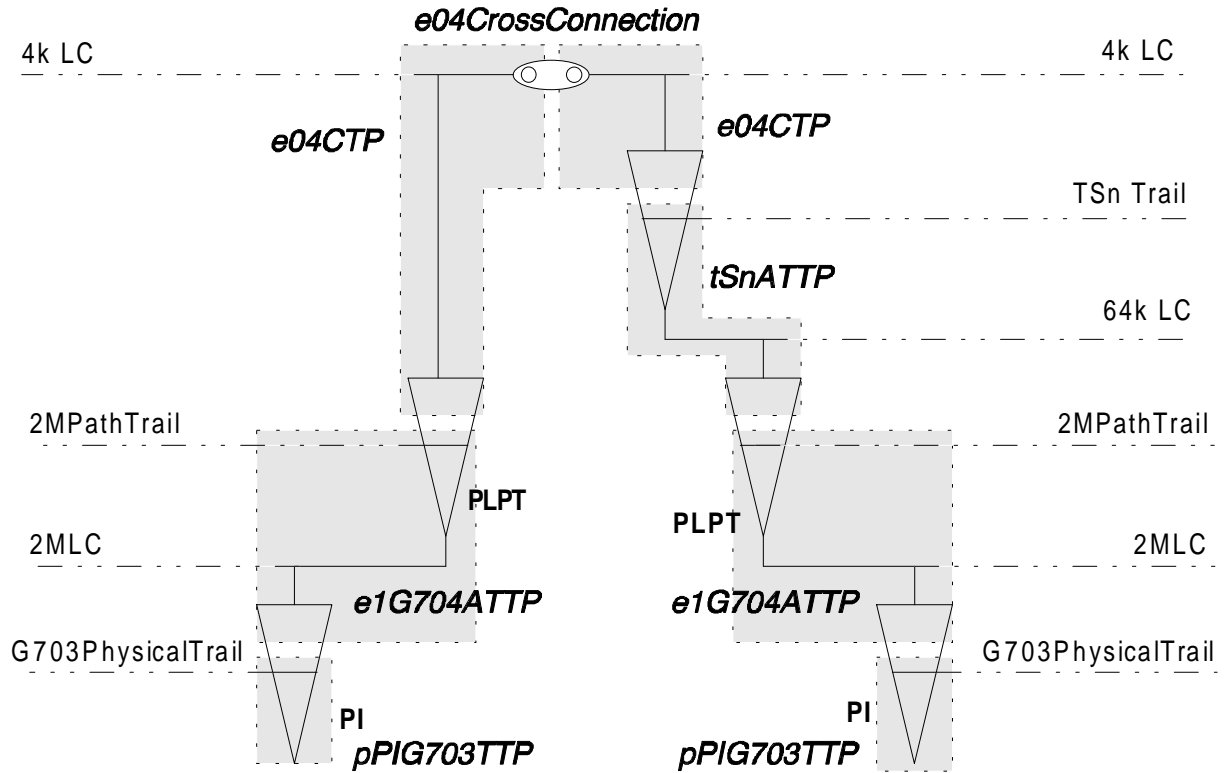 e04CrossConnection
4k LC
4k LC
e04CTP
e04CTP
TSn Trail
tSnATTP
64k LC
2MPathTrail
2MPathTrail
PLPT
PLPT
2MLC
2MLC
e1G704ATTP
e1G704ATTP
G703PhysicalTrail
G703PhysicalTrail
PI
PI
pPIG703TTP
pPIG703TTP